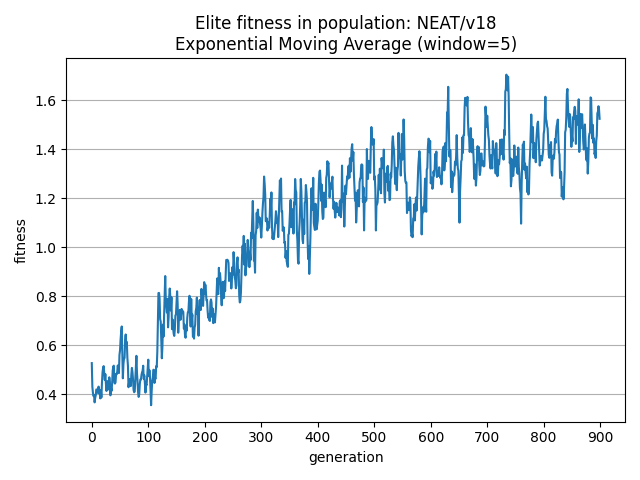 Elite fitness in population: NEAT/v18
Exponential Moving Average (window=5)
fitness
1.6
1.4
1.2
1.0
0.8
0.6
0.4
0 100 200 300 400 500 600 700 800 900
generation